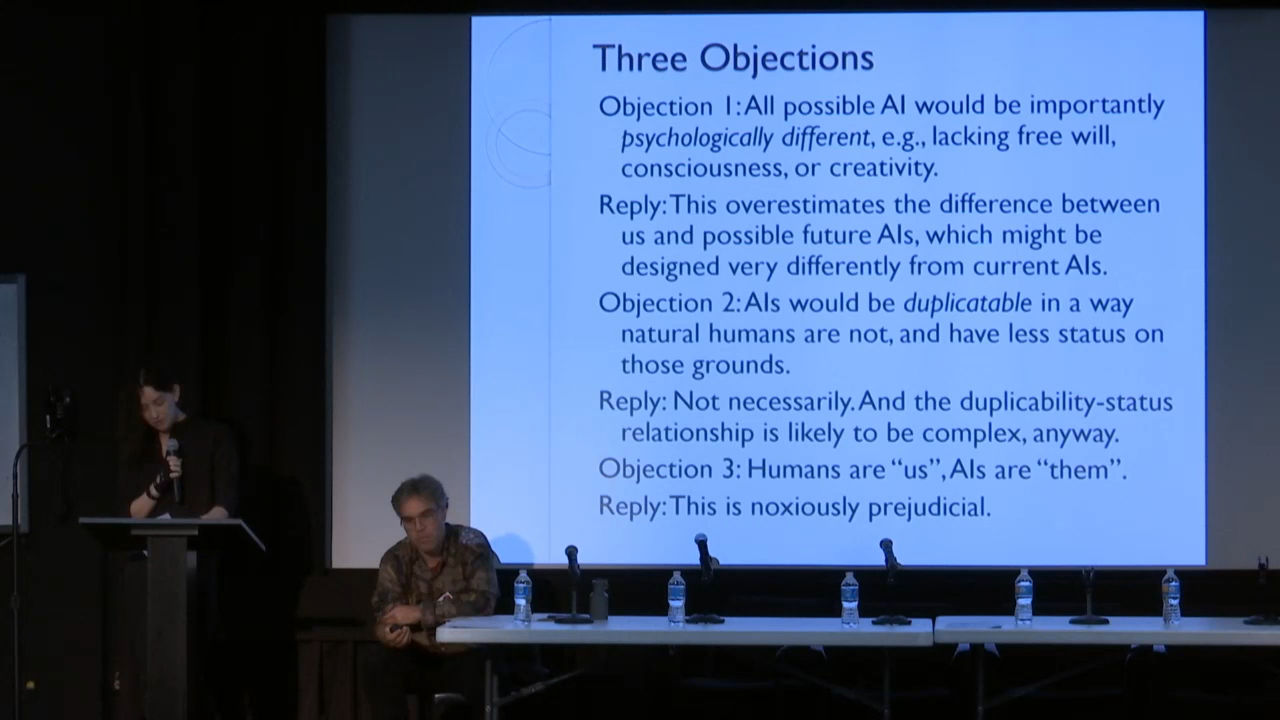 Three Objections
Objection 1: All possible AI would be importantly
psychologically different, e.g., lacking free will,
consciousness, or creativity.
Reply: This overestimates the difference between
us and possible future AIs, which might be
designed very differently from current AIs.
Objection 2: AIs would be duplicatable in a way
natural humans are not, and have less status on
those grounds.
Reply: Not necessarily. And the duplicability-status
relationship is likely to be complex, anyway.
Objection 3: Humans are “us”, AIs are “them”.
Reply: This is noxiously prejudicial.